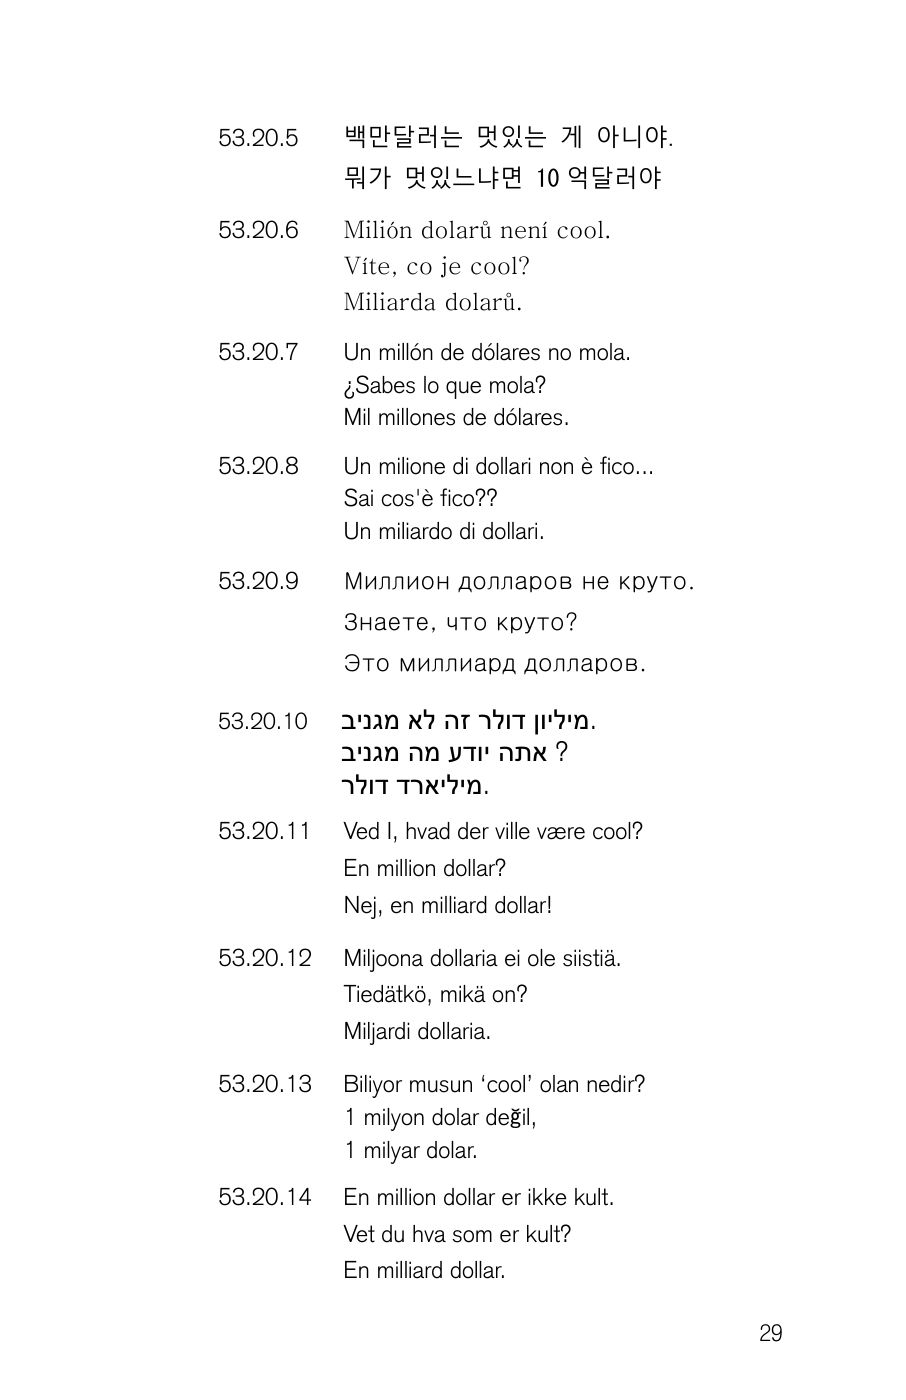 53.20.5 백만달러는 멋있는 게 아니야.
뭐가 멋있느냐면 10 억달러야
53.20.6 Milión dolarů není cool.
Víte, co je cool?
Miliarda dolarů.
53.20.7 Un millón de dólares no mola.
¿Sabes lo que mola?
Mil millones de dólares.
53.20.8 Un milione di dollari non è fico...
Sai cos'è fico??
Un miliardo di dollari.
53.20.9 Миллион долларов не круто.
Знаете, что круто?
Это миллиард долларов.
53.20.10 מיליון דולר זה לא מגניב.
אתה יודע מה מגניב ?
מיליארד דולר.
53.20.11 Ved I, hvad der ville være cool?
En million dollar?
Nej, en milliard dollar!
53.20.12 Miljoona dollaria ei ole siistiä.
Tiedätkö, mikä on?
Miljardi dollaria.
53.20.13 Biliyor musun ‘cool’ olan nedir?
1 milyon dolar değil,
1 milyar dolar.
53.20.14 En million dollar er ikke kult.
Vet du hva som er kult?
En milliard dollar.
29